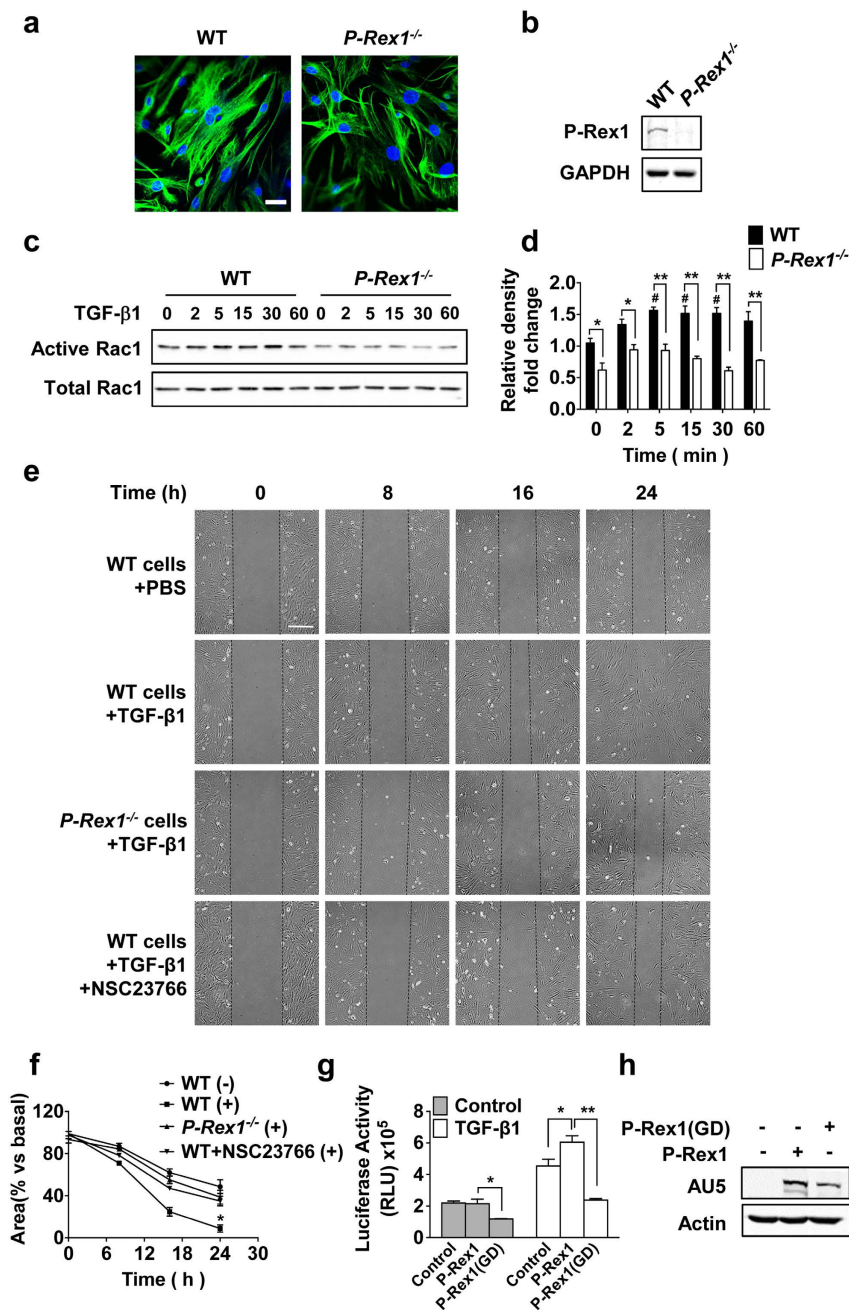 a
WT
P-Rex1-/-
b
WT
P-Rex1-/-
P-Rex1
GAPDH
c
WT
P-Rex1-/-
TGF-β1
0 2 5 15 30 60 0 2 5 15 30 60
Active Rac1
Total Rac1
d
WT
P-Rex1-/-
Relative density
fold change
2.0
1.5
1.0
0.5
0.0
* * ** ** ** **
# # #
0 2 5 15 30 60
Time ( min )
e
Time (h) 0 8 16 24
WT cells
+PBS
WT cells
+TGF-β1
P-Rex1-/- cells
+TGF-β1
WT cells
+TGF-β1
+NSC23766
f
WT (-)
WT (+)
P-Rex1-/- (+)
WT+NSC23766 (+)
Area(% vs basal)
120
80
40
0
*
0 6 12 18 24 30
Time ( h )
g
Control
TGF-β1
Luciferase Activity
(RLU) x10⁵
8
6
4
2
0
*
* **
Control
P-Rex1
P-Rex1(GD)
Control
P-Rex1
P-Rex1(GD)
h
P-Rex1(GD) - - +
P-Rex1 - + -
AU5
Actin